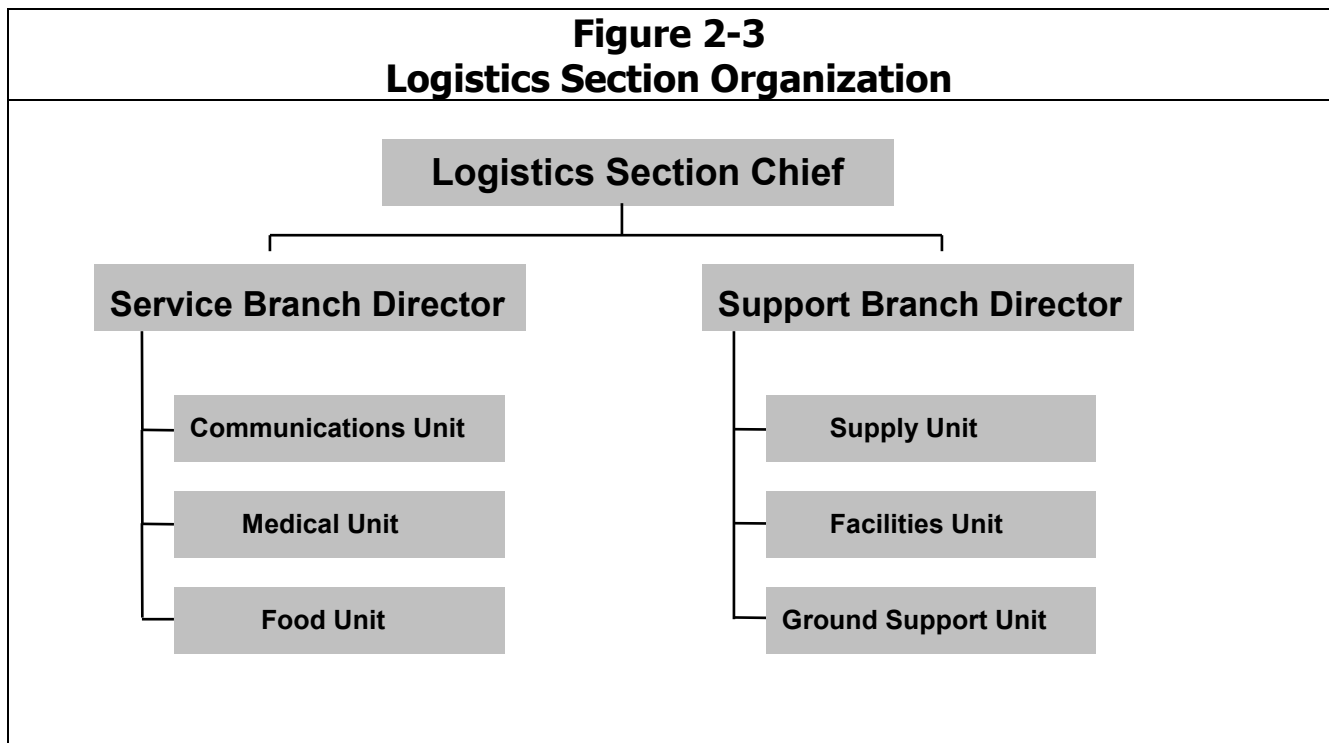 Figure 2-3
Logistics Section Organization
Logistics Section Chief
Service Branch Director
Communications Unit
Medical Unit
Food Unit
Support Branch Director
Supply Unit
Facilities Unit
Ground Support Unit